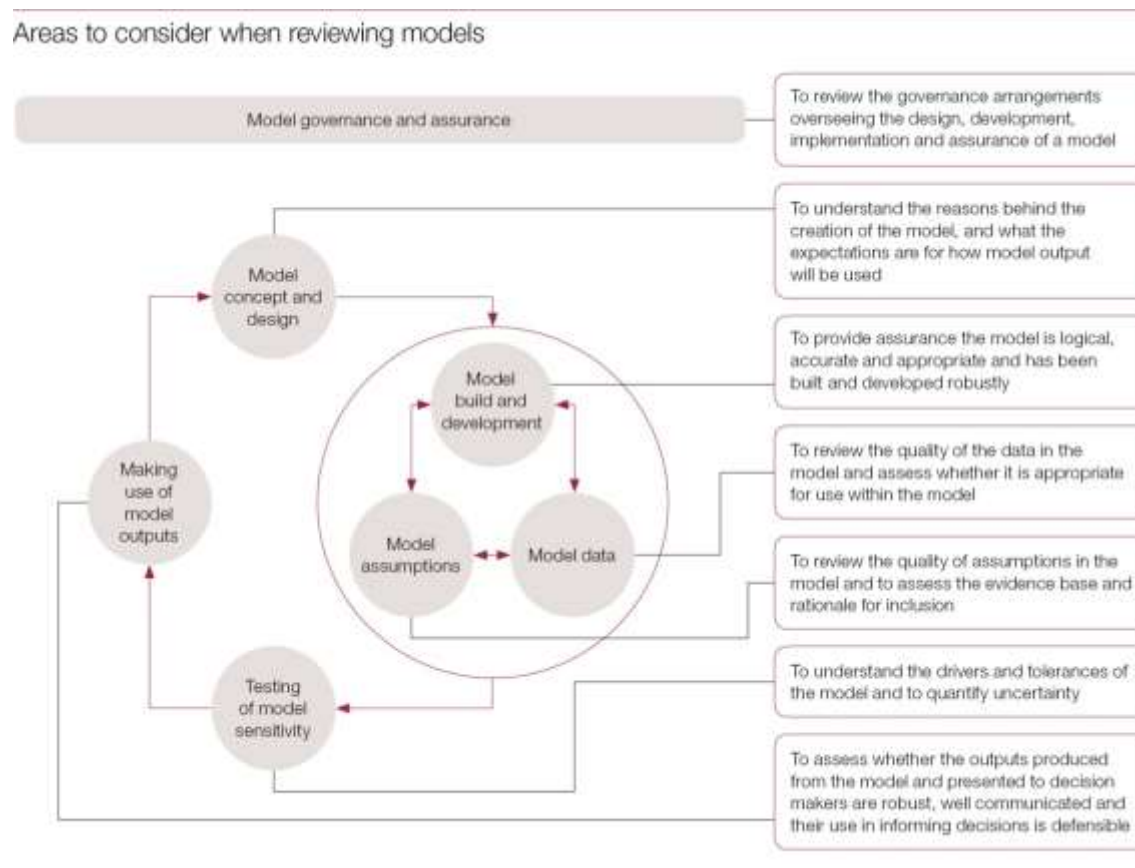 Areas to consider when reviewing models
Model governance and assurance
To review the governance arrangements
overseeing the design, development,
implementation and assurance of a model
To understand the reasons behind the
creation of the model, and what the
expectations are for how model output
will be used
Model
concept and
design
To provide assurance the model is logical,
accurate and appropriate and has been
built and developed robustly
Model
build and
development
To review the quality of the data in the
model and assess whether it is appropriate
for use within the model
Making
use of
model
outputs
Model
assumptions
Model data
To review the quality of assumptions in the
model and to assess the evidence base and
rationale for inclusion
Testing
of model
sensitivity
To understand the drivers and tolerances of
the model and to quantify uncertainty
To assess whether the outputs produced
from the model and presented to decision
makers are robust, well communicated and
their use in informing decisions is defensible